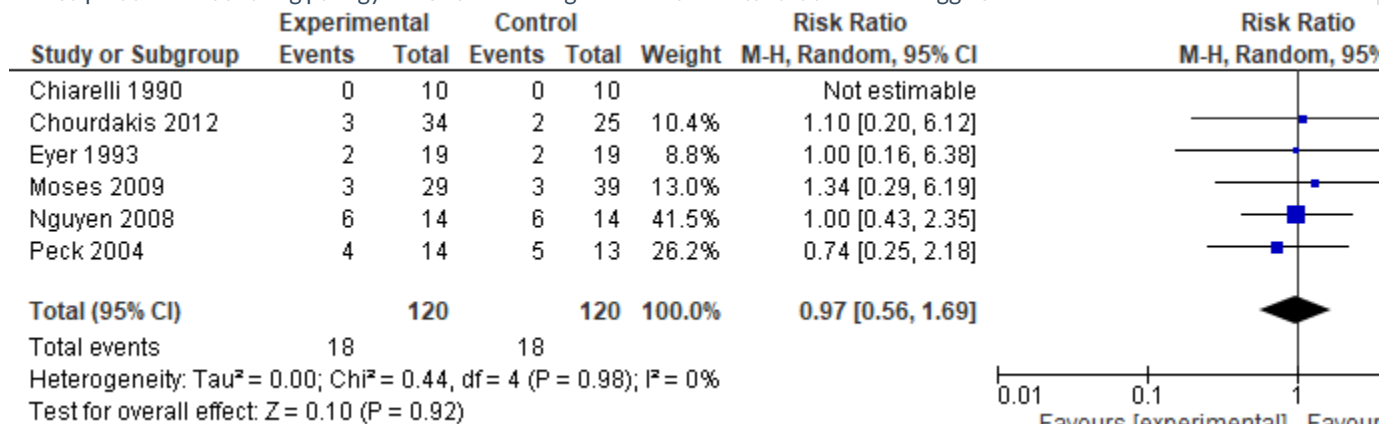 Experimental Control Risk Ratio Risk Ratio
Study or Subgroup Events Total Events Total Weight M-H, Random, 95% CI M-H, Random, 95%
Chiarelli 1990 0 10 0 10 Not estimable
Chourdakis 2012 3 34 2 25 10.4% 1.10 [0.20, 6.12]
Eyer 1993 2 19 2 19 8.8% 1.00 [0.16, 6.38]
Moses 2009 3 29 3 39 13.0% 1.34 [0.29, 6.19]
Nguyen 2008 6 14 6 14 41.5% 1.00 [0.43, 2.35]
Peck 2004 4 14 5 13 26.2% 0.74 [0.25, 2.18]
Total (95% CI) 120 120 100.0% 0.97 [0.56, 1.69]
Total events 18 18
Heterogeneity: Tau² = 0.00; Chi² = 0.44, df = 4 (P = 0.98); I² = 0%
Test for overall effect: Z = 0.10 (P = 0.92)
0.01 0.1 1
Favours [experimental] Favour